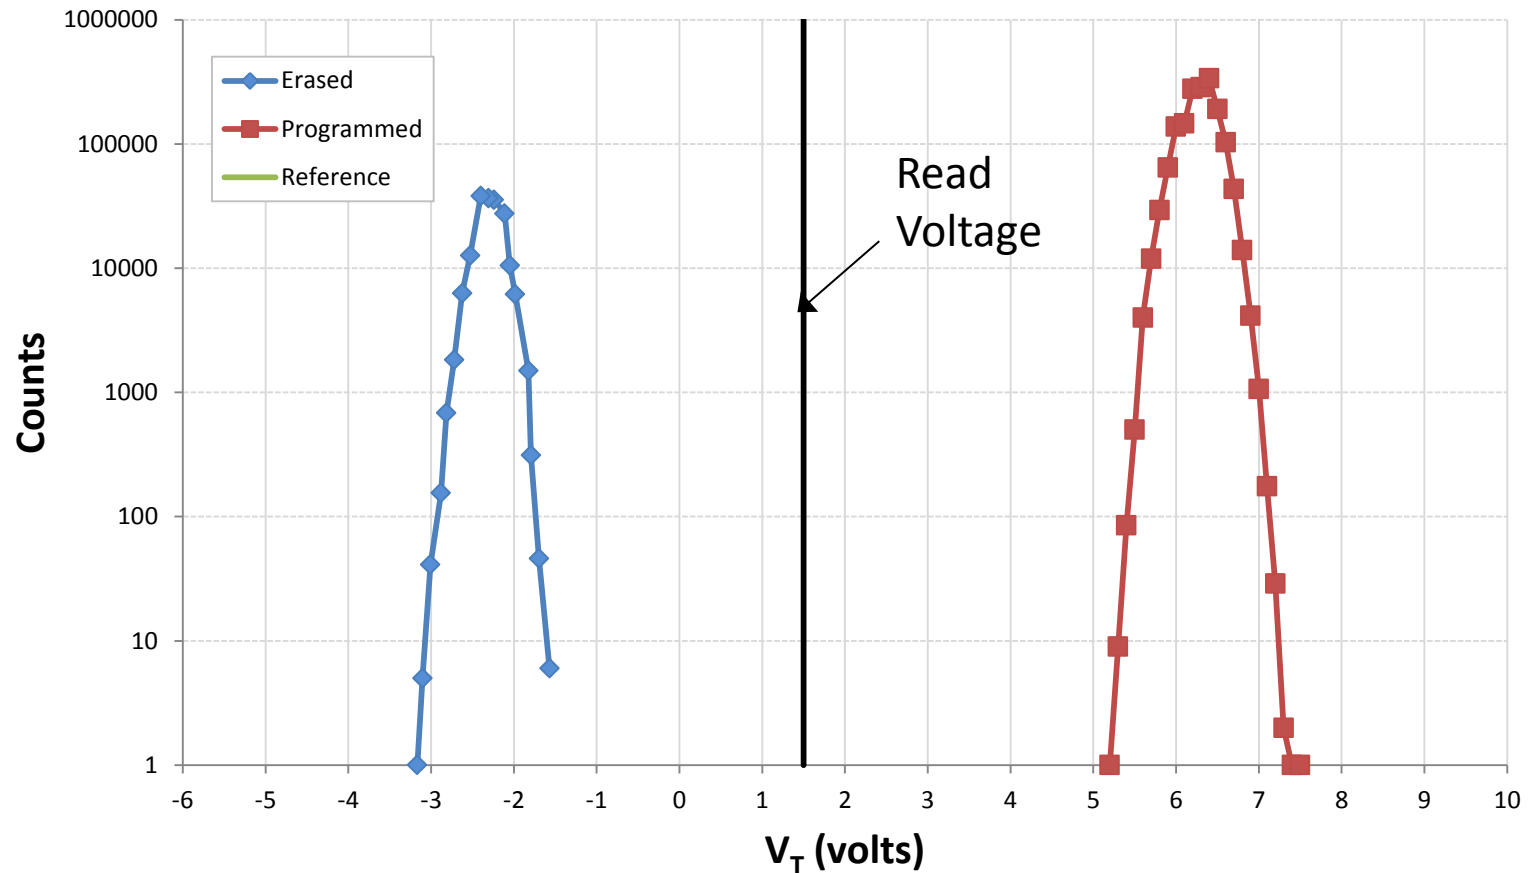 1000000
100000
10000
1000
100
10
1
Counts
Erased
Programmed
Reference
Read
Voltage
-6 -5 -4 -3 -2 -1 0 1 2 3 4 5 6 7 8 9 10
V_T (volts)